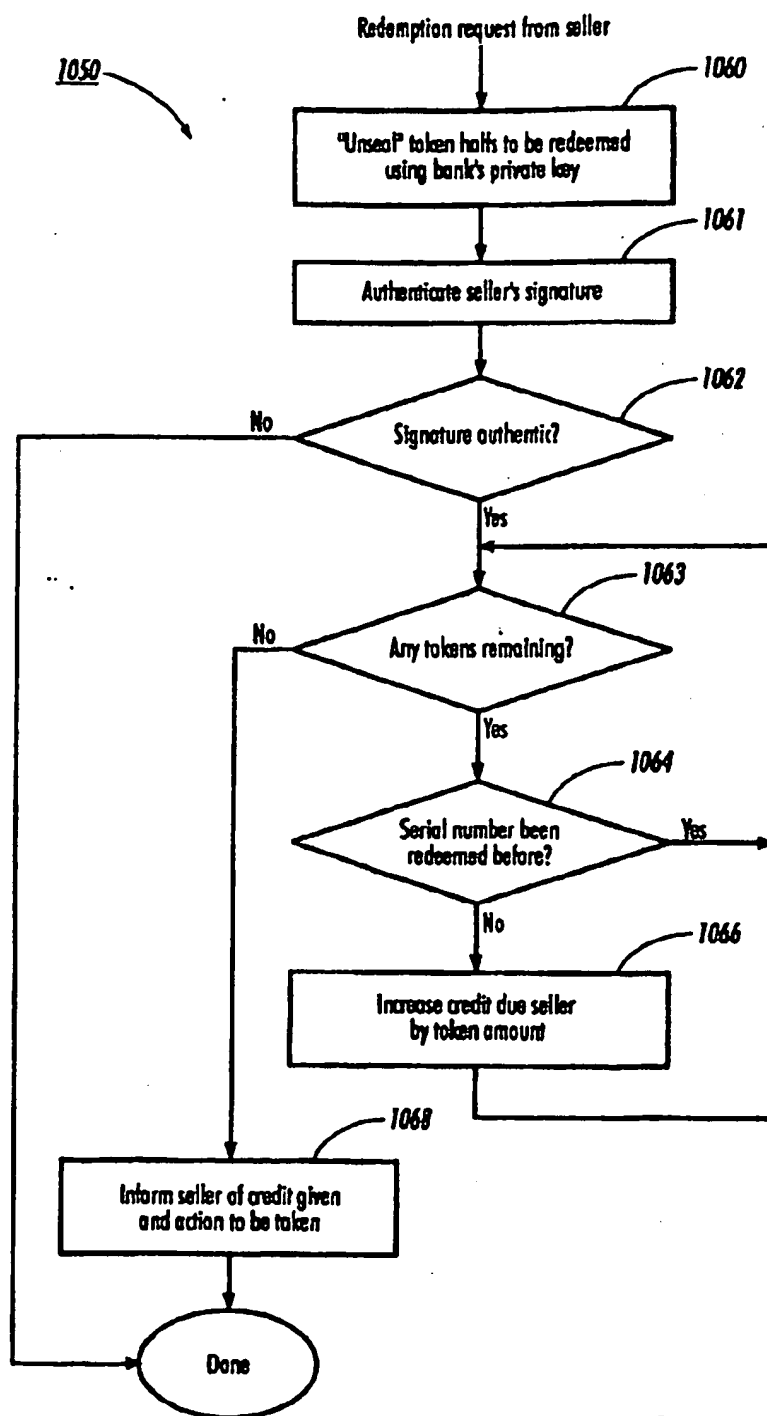 Redemption request from seller
1050
1060
"Unseal" token halfs to be redeemed
using bank's private key
1061
Authenticate seller's signature
1062
No
Signature authentic?
Yes
1063
No
Any tokens remaining?
Yes
1064
Serial number been
redeemed before?
Yes
No
1066
Increase credit due seller
by token amount
1068
Inform seller of credit given
and action to be taken
Done